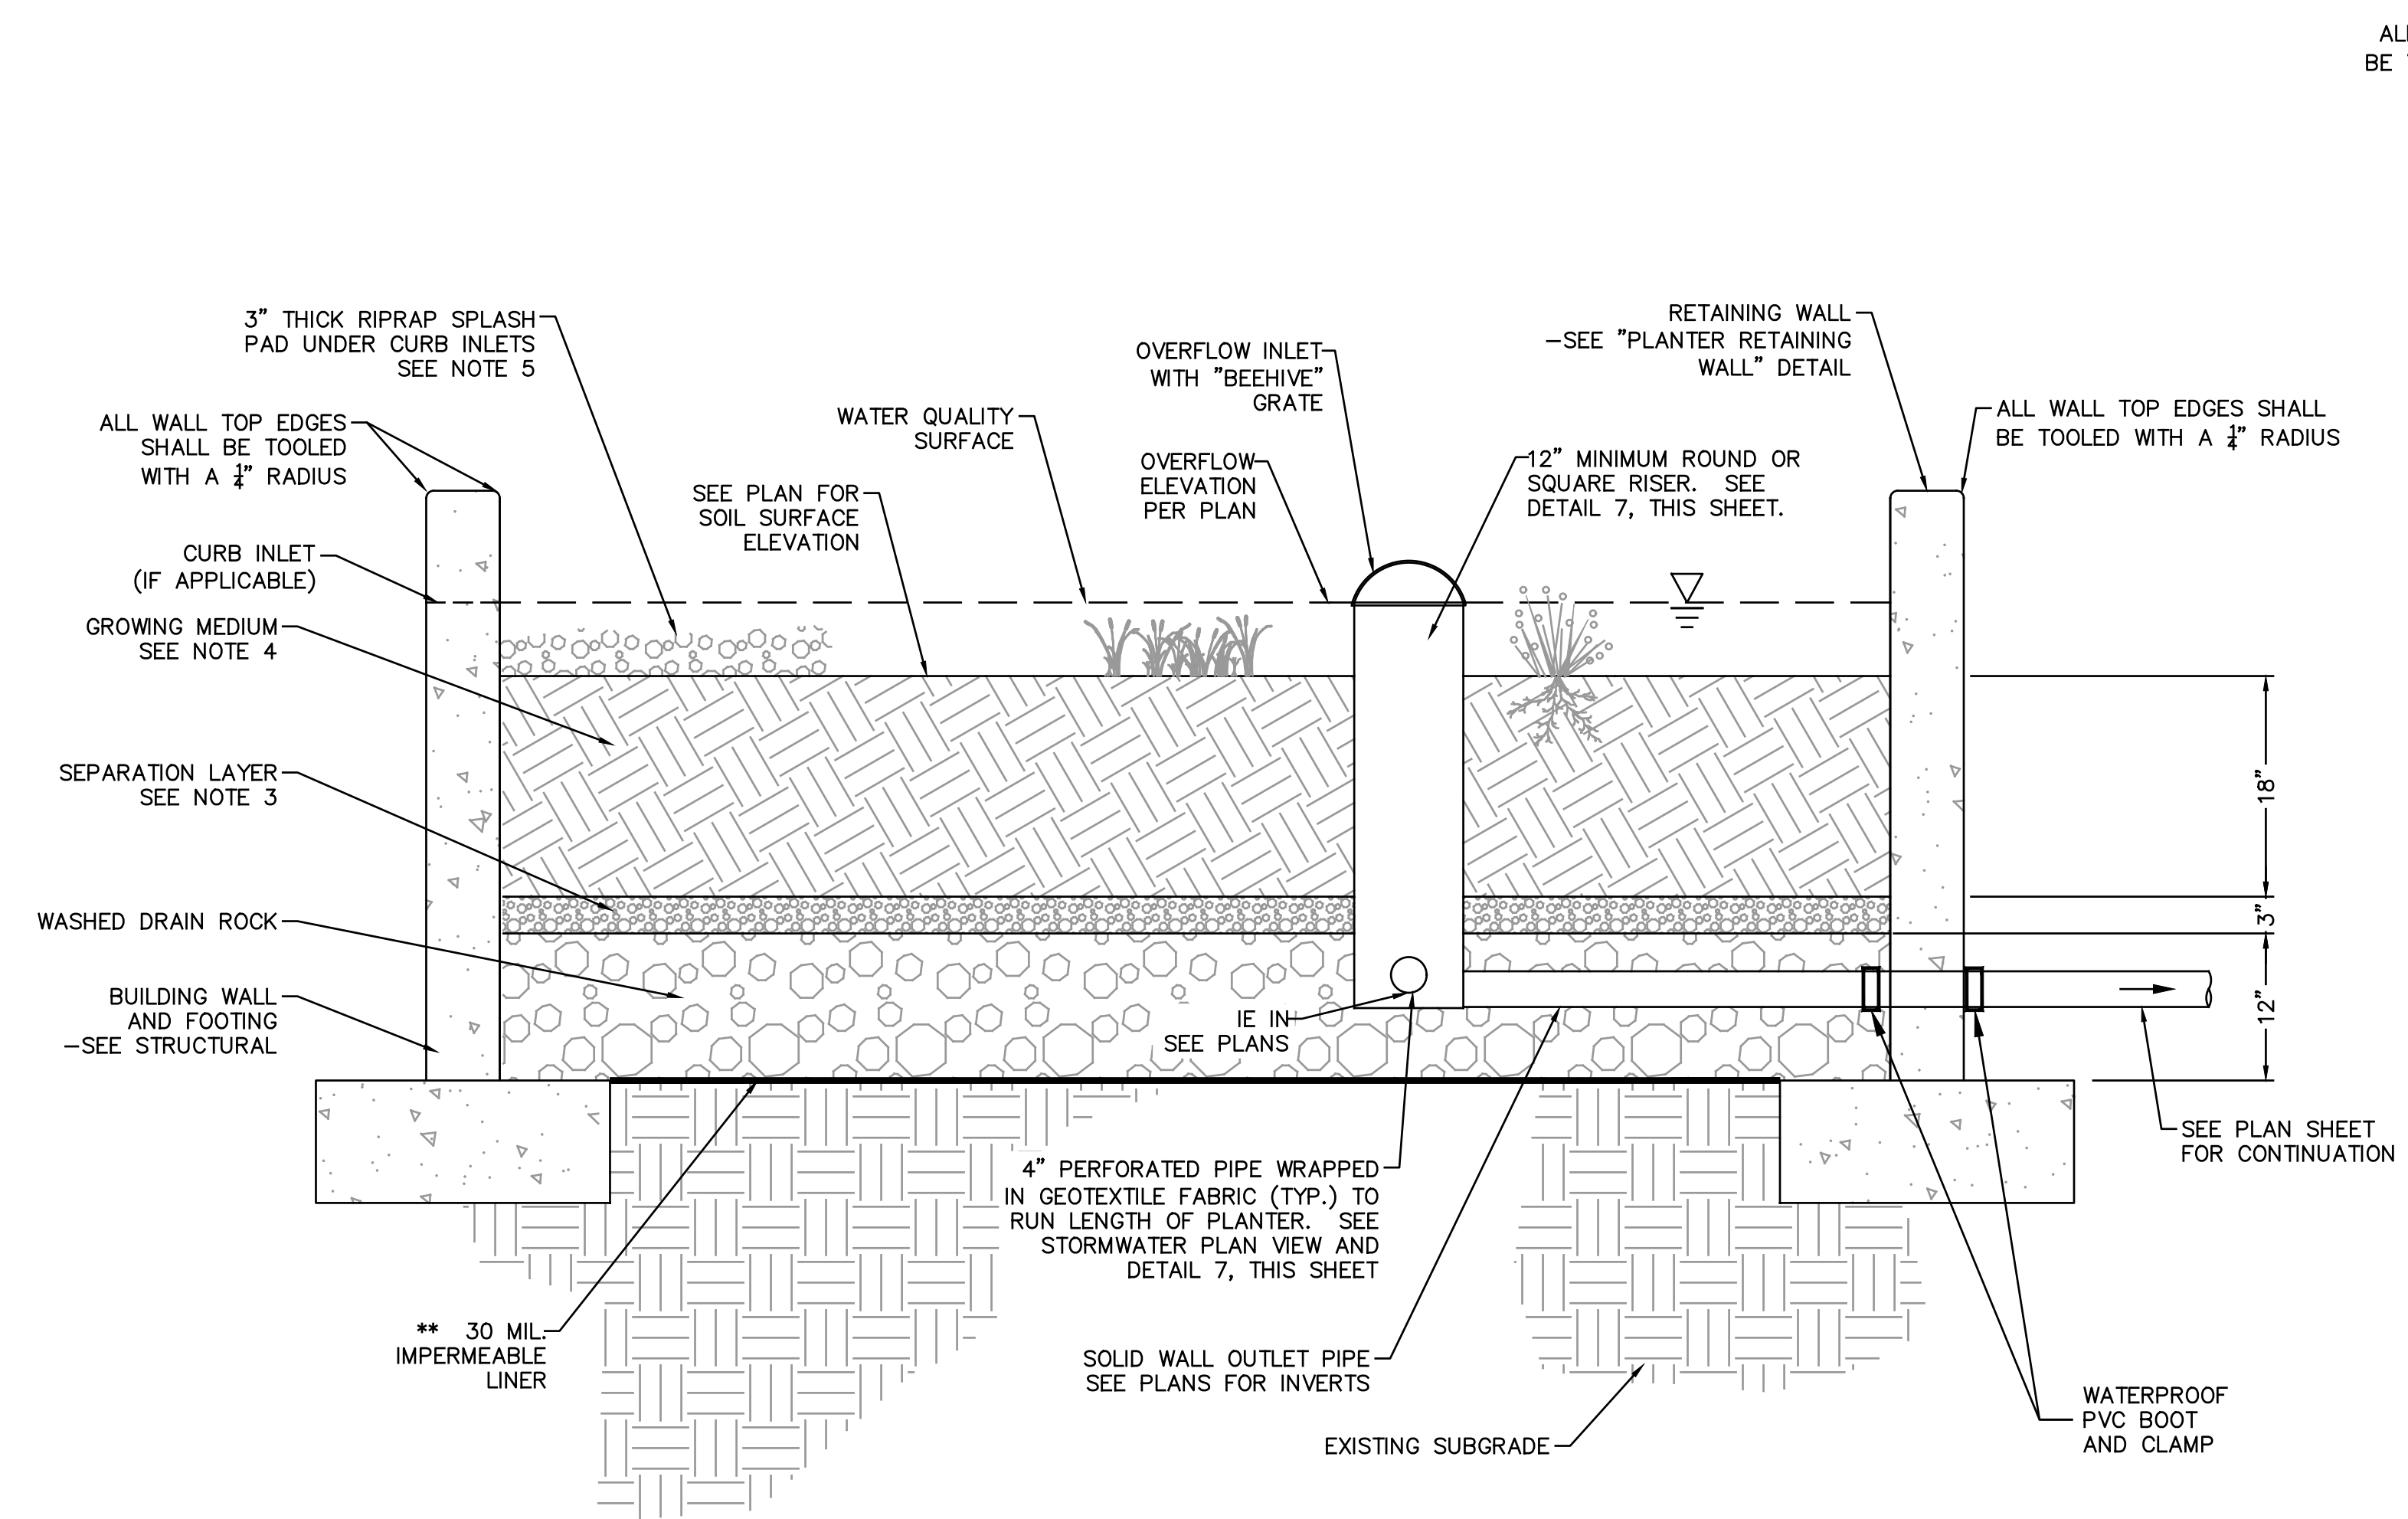 ALL
BE
3" THICK RIPRAP SPLASH
PAD UNDER CURB INLETS
SEE NOTE 5
ALL WALL TOP EDGES
SHALL BE TOOLED
WITH A ¼" RADIUS
CURB INLET
(IF APPLICABLE)
GROWING MEDIUM
SEE NOTE 4
SEPARATION LAYER
SEE NOTE 3
WASHED DRAIN ROCK
BUILDING WALL
AND FOOTING
-SEE STRUCTURAL
** 30 MIL.
IMPERMEABLE
LINER
SEE PLAN FOR
SOIL SURFACE
ELEVATION
WATER QUALITY
SURFACE
OVERFLOW INLET
WITH "BEEHIVE"
GRATE
OVERFLOW
ELEVATION
PER PLAN
12" MINIMUM ROUND OR
SQUARE RISER. SEE
DETAIL 7, THIS SHEET.
RETAINING WALL
-SEE "PLANTER RETAINING
WALL" DETAIL
ALL WALL TOP EDGES SHALL
BE TOOLED WITH A ¼" RADIUS
18"
3"
12"
IE IN
SEE PLANS
4" PERFORATED PIPE WRAPPED
IN GEOTEXTILE FABRIC (TYP.) TO
RUN LENGTH OF PLANTER. SEE
STORMWATER PLAN VIEW AND
DETAIL 7, THIS SHEET
SOLID WALL OUTLET PIPE
SEE PLANS FOR INVERTS
EXISTING SUBGRADE
SEE PLAN SHEET
FOR CONTINUATION
WATERPROOF
PVC BOOT
AND CLAMP